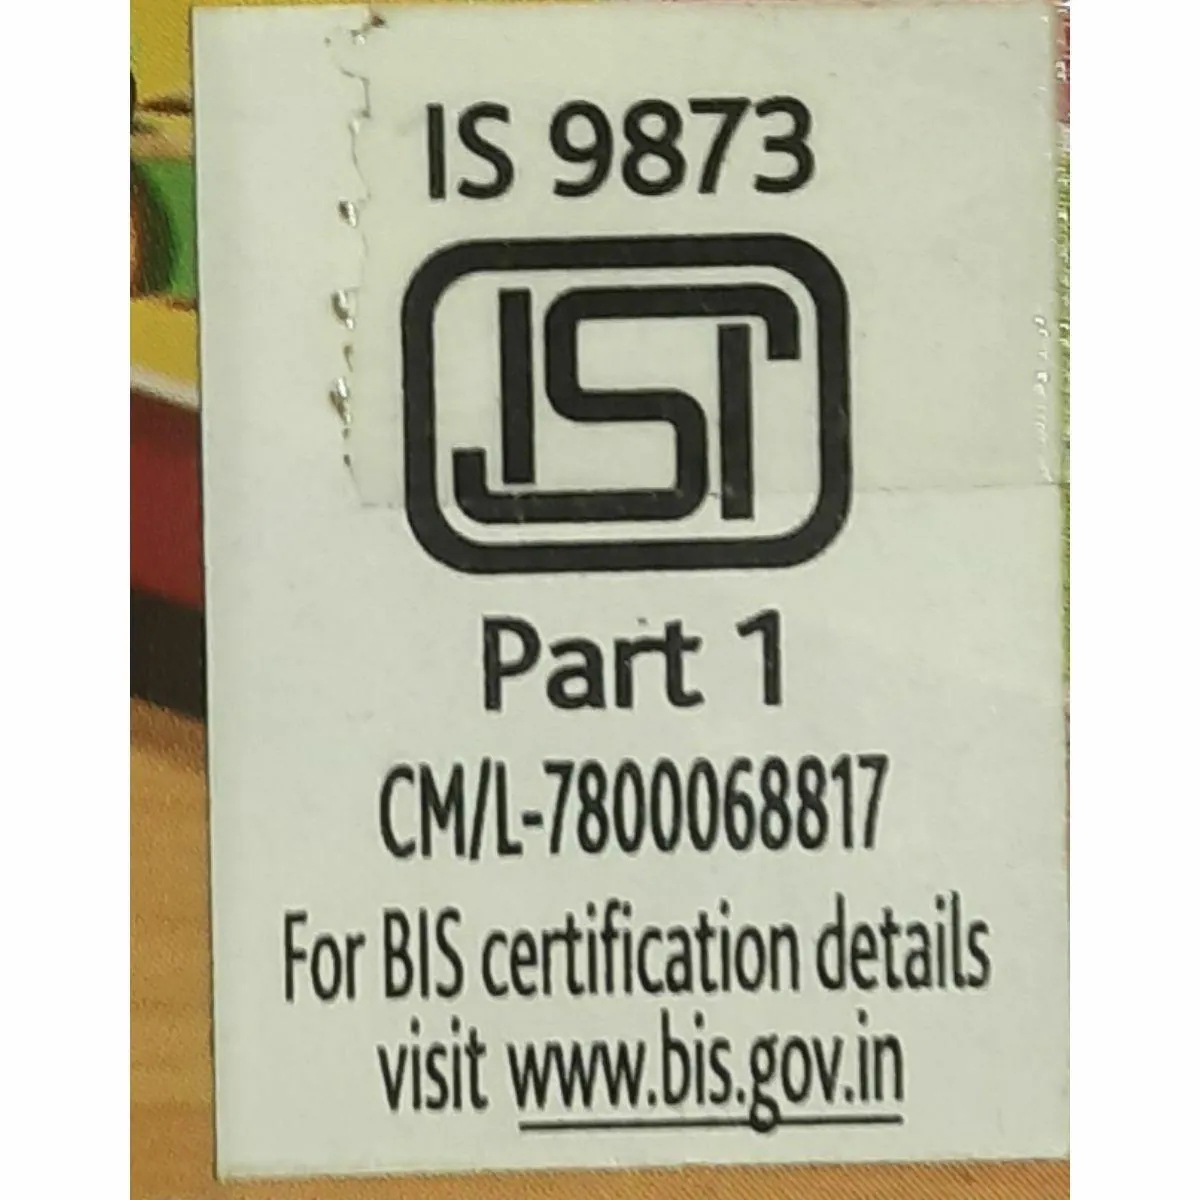 IS 9873
ISI
Part 1
CM/L-7800068817
For BIS certification details
visit www.bis.gov.in